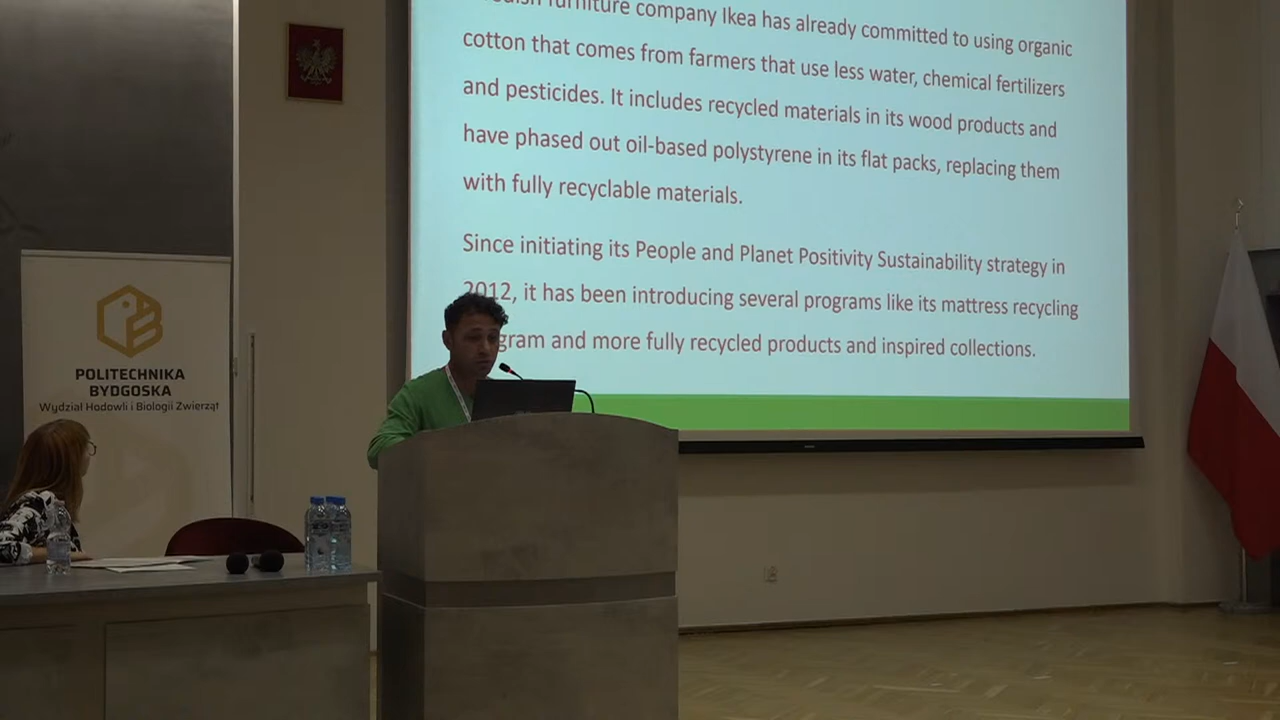 furniture company Ikea has already committed to using organic
cotton that comes from farmers that use less water, chemical fertilizers
and pesticides. It includes recycled materials in its wood products and
have phased out oil-based polystyrene in its flat packs, replacing them
with fully recyclable materials.
Since initiating its People and Planet Positivity Sustainability strategy in
2012, it has been introducing several programs like its mattress recycling
gram and more fully recycled products and inspired collections.
POLITECHNIKA
BYDGOSKA
Wydział Hodowli i Biologii Zwierząt